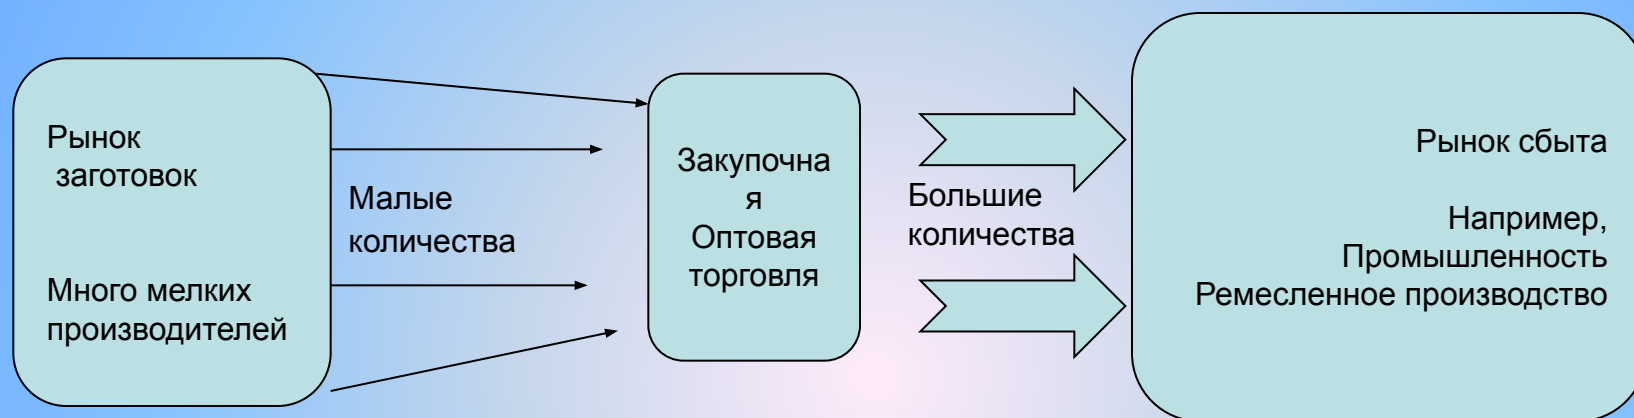 Рынок
заготовок
Много мелких
производителей
Малые
количества
Закупочна
я
Оптовая
торговля
Большие
количества
Рынок сбыта
Например,
Промышленность
Ремесленное производство